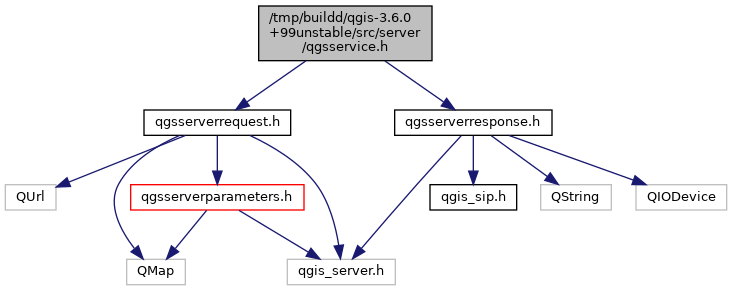 /tmp/buildd/qgis-3.6.0
+99unstable/src/server
/qgsservice.h
qgsserverrequest.h
qgsserverresponse.h
QUrl
qgsserverparameters.h
qgis_sip.h
QString
QIODevice
QMap
qgis_server.h